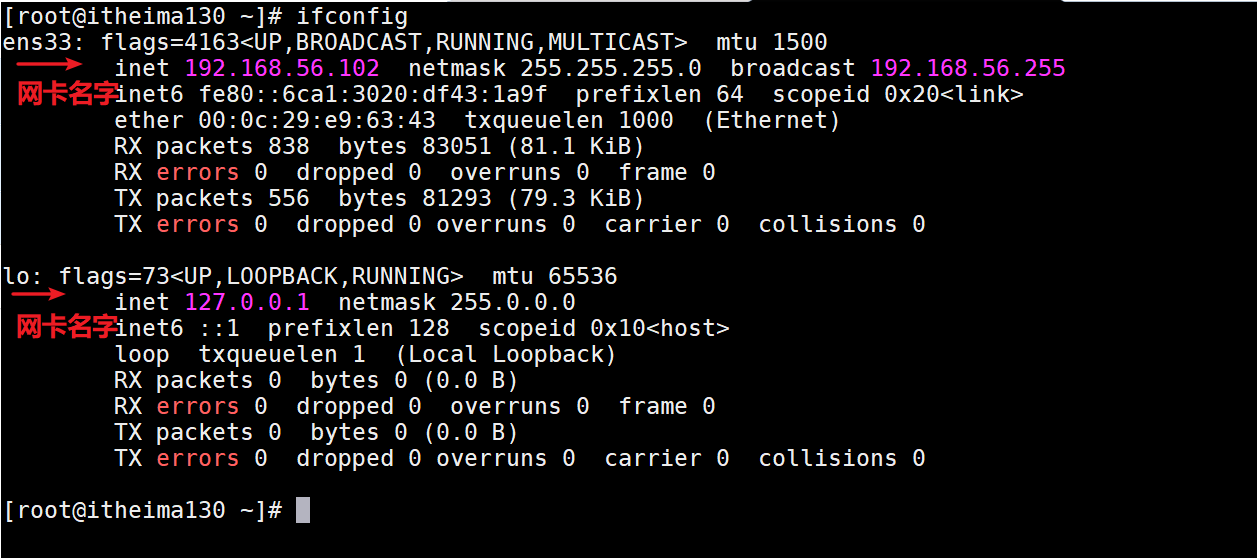 [root@itheima130 ~]# ifconfig
ens33: flags=4163<UP,BROADCAST,RUNNING,MULTICAST>  mtu 1500
        inet 192.168.56.102  netmask 255.255.255.0  broadcast 192.168.56.255
网卡名字
        inet6 fe80::6ca1:3020:df43:1a9f  prefixlen 64  scopeid 0x20<link>
        ether 00:0c:29:e9:63:43  txqueuelen 1000  (Ethernet)
        RX packets 838  bytes 83051 (81.1 KiB)
        RX errors 0  dropped 0  overruns 0  frame 0
        TX packets 556  bytes 81293 (79.3 KiB)
        TX errors 0  dropped 0 overruns 0  carrier 0  collisions 0
lo: flags=73<UP,LOOPBACK,RUNNING>  mtu 65536
        inet 127.0.0.1  netmask 255.0.0.0
网卡名字
        inet6 ::1  prefixlen 128  scopeid 0x10<host>
        loop  txqueuelen 1  (Local Loopback)
        RX packets 0  bytes 0 (0.0 B)
        RX errors 0  dropped 0  overruns 0  frame 0
        TX packets 0  bytes 0 (0.0 B)
        TX errors 0  dropped 0 overruns 0  carrier 0  collisions 0
[root@itheima130 ~]#